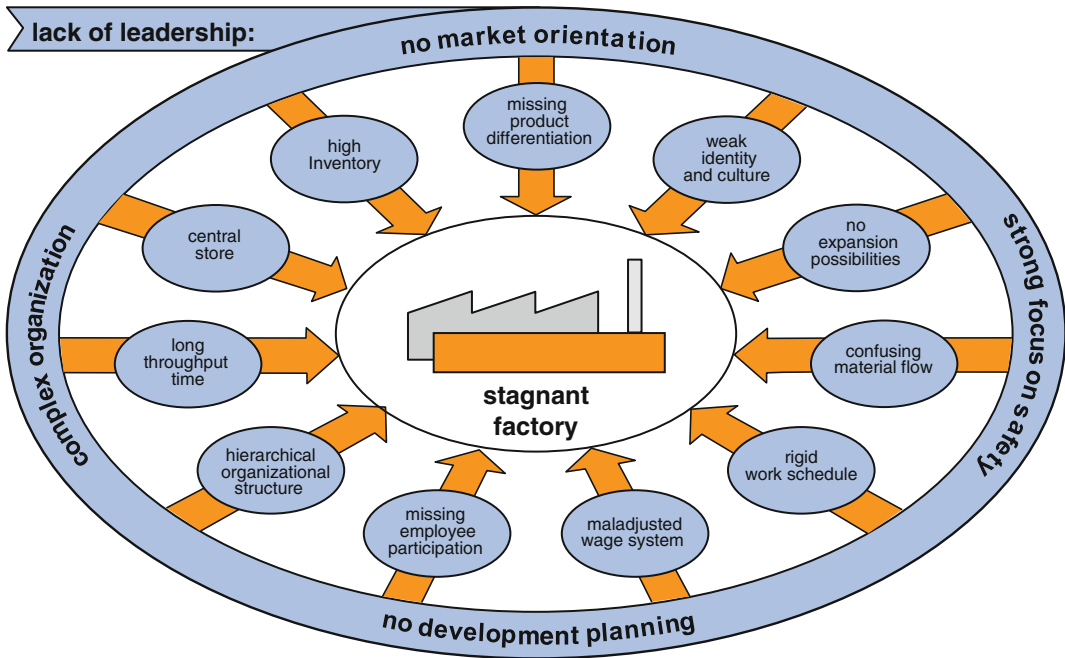 lack of leadership:
no market orientation
missing
product
differentiation
high
Inventory
weak
identity
and culture
central
store
no
expansion
possibilities
complex organization
strong focus on safety
long
throughput
time
confusing
material flow
stagnant
factory
hierarchical
organizational
structure
rigid
work schedule
missing
employee
participation
maladjusted
wage system
no development planning